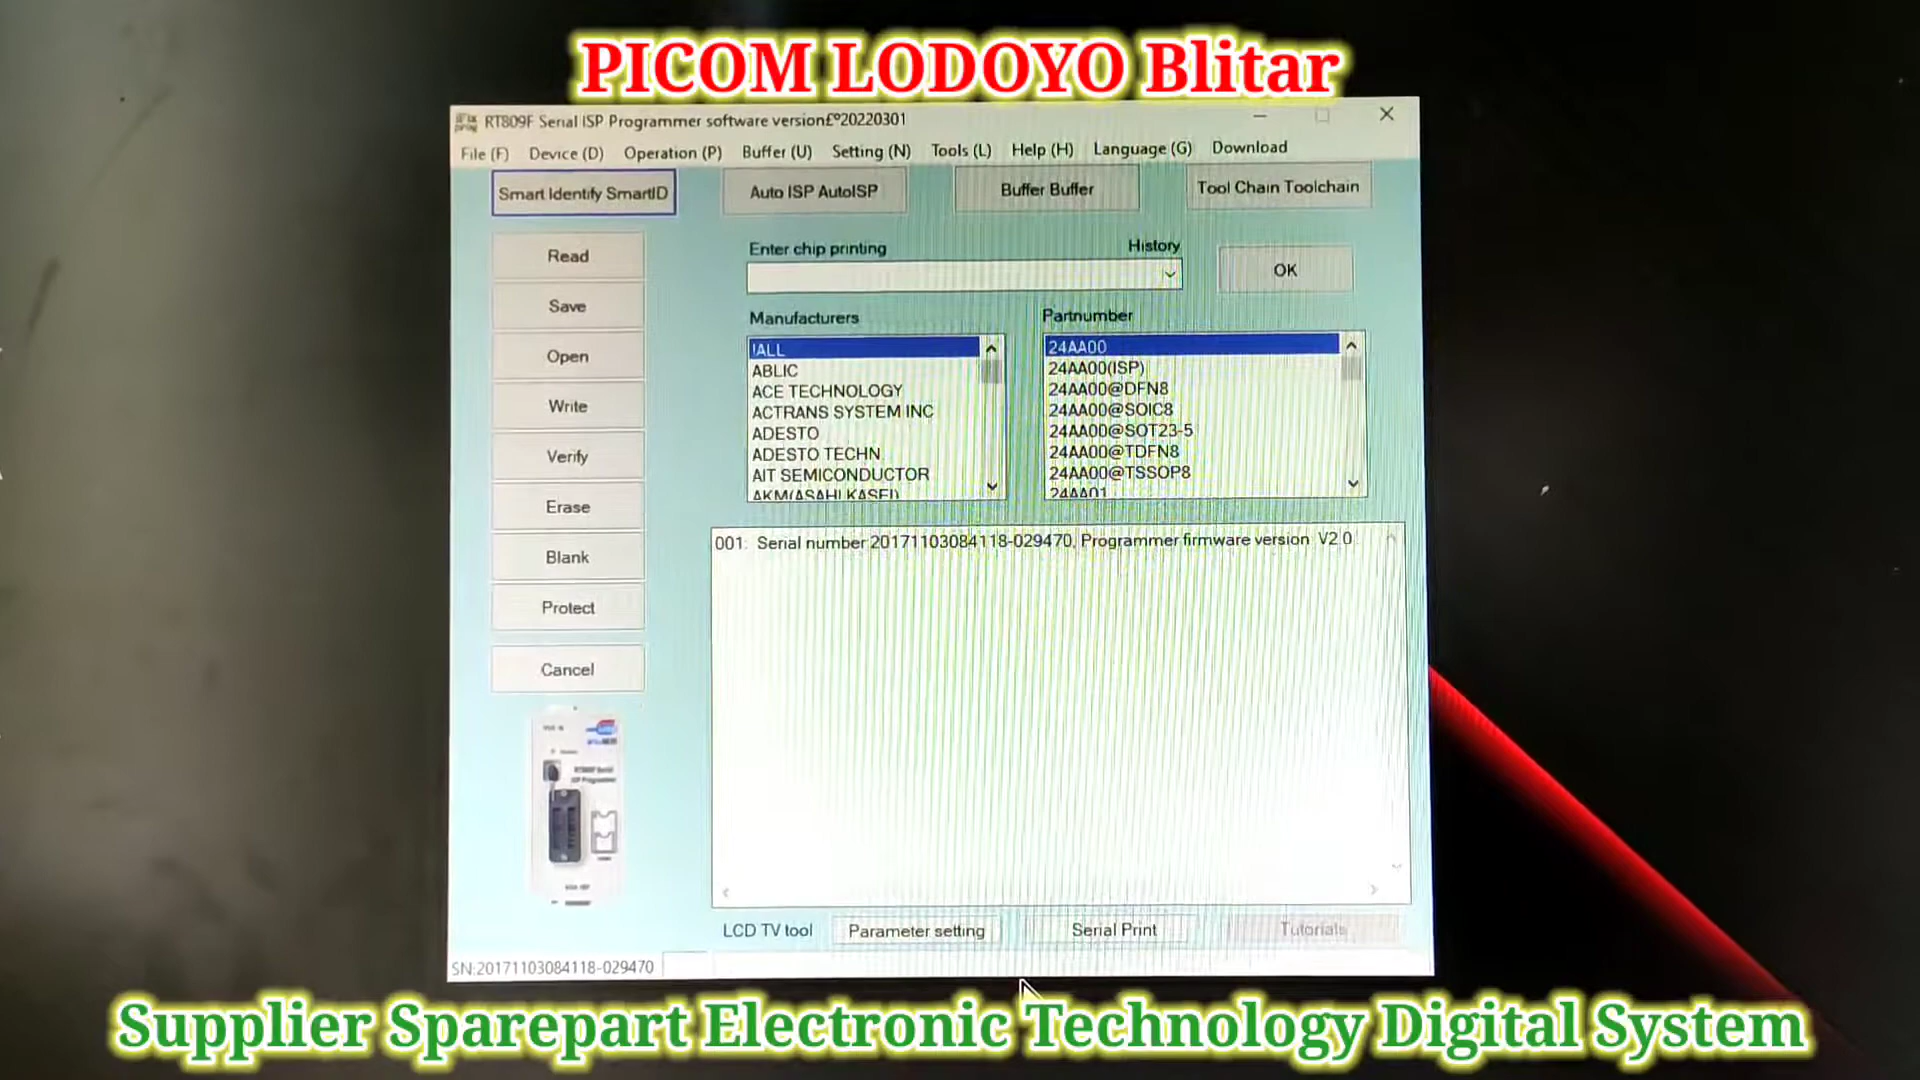 PICOM LODOYO Blitar
RT809F Serial ISP Programmer software version£º20220301
File (F) Device (D) Operation (P) Buffer (U) Setting (N) Tools (L) Help (H) Language (G) Download
Smart Identify SmartID Auto ISP AutoISP Buffer Buffer Tool Chain Toolchain
Read
Save
Open
Write
Verify
Erase
Blank
Protect
Cancel
Enter chip printing History
OK
Manufacturers
!ALL
ABLIC
ACE TECHNOLOGY
ACTRANS SYSTEM INC
ADESTO
ADESTO TECHN.
AIT SEMICONDUCTOR
AKM(ASAHI KASEI)
Partnumber
24AA00
24AA00(ISP)
24AA00@DFN8
24AA00@SOIC8
24AA00@SOT23-5
24AA00@TDFN8
24AA00@TSSOP8
24AA01
001: Serial number 20171103084118-029470, Programmer firmware version V2.0
LCD TV tool Parameter setting Serial Print Tutorials
SN:20171103084118-029470
Supplier Sparepart Electronic Technology Digital System